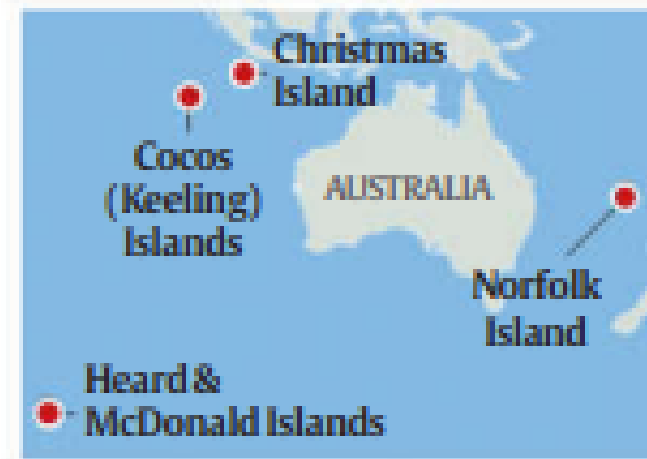 Christmas
Island
Cocos
(Keeling)
Islands
AUSTRALIA
Norfolk
Island
Heard &
McDonald Islands